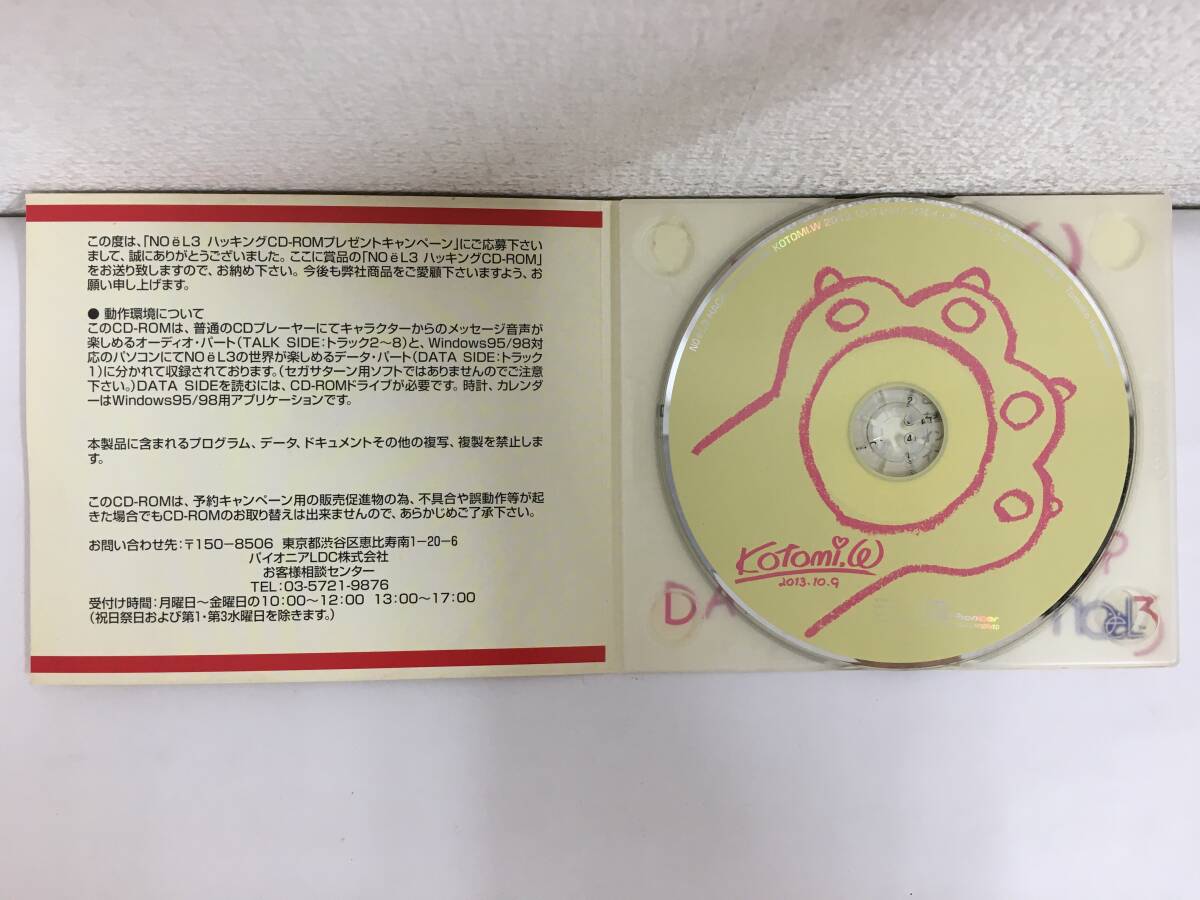 この度は、「NOëL3 ハッキングCD-ROMプレゼントキャンペーン」にご応募下さい
まして、誠にありがとうございました。ここに賞品の「NOëL3 ハッキングCD-ROM」
をお送り致しますので、お納め下さい。今後も弊社商品をご愛顧下さいますよう、お
願い申し上げます。
● 動作環境について
このCD-ROMは、普通のCDプレーヤーにてキャラクターからのメッセージ音声が
楽しめるオーディオ・パート(TALK SIDE:トラック2〜8)と、Windows95/98対
応のパソコンにてNOëL3の世界が楽しめるデータ・パート(DATA SIDE:トラック
1)に分かれて収録されております。(セガサターン用ソフトではありませんのでご注意
下さい。)DATA SIDEを読むには、CD-ROMドライブが必要です。時計、カレンダ
ーはWindows95/98用アプリケーションです。
本製品に含まれるプログラム、データ、ドキュメントその他の複写、複製を禁止しま
す。
このCD-ROMは、予約キャンペーン用の販売促進物の為、不具合や誤動作等が起
きた場合でもCD-ROMのお取り替えは出来ませんので、あらかじめご了承下さい。
お問い合わせ先:〒150-8506 東京都渋谷区恵比寿南1-20-6
パイオニアLDC株式会社
お客様相談センター
TEL:03-5721-9876
受付け時間:月曜日〜金曜日の10:00〜12:00 13:00〜17:00
(祝日祭日および第1・第3水曜日を除きます。)
KOTOMI.W
Kotomi.W
2013.10.9
DA
NOëL3